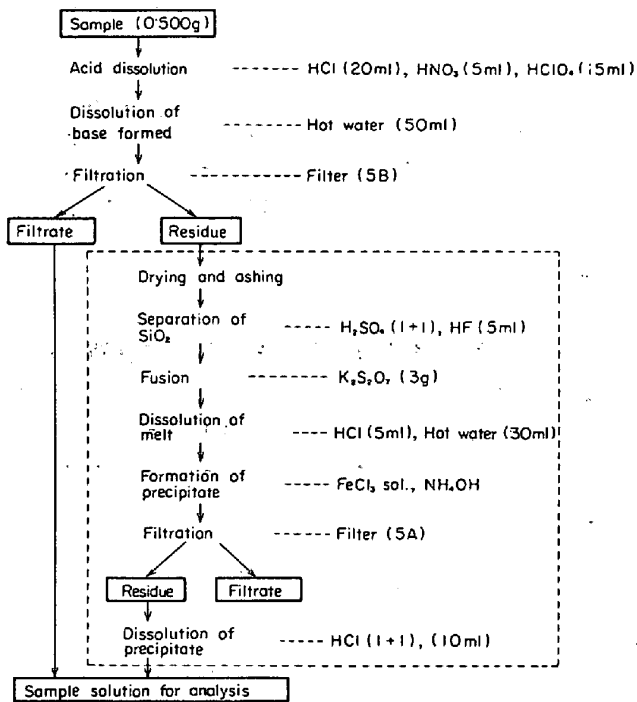 Sample (0·500g)
Acid dissolution ------ HCl (20ml), HNO₃ (5ml), HClO₄ (15ml)
Dissolution of
base formed ------ Hot water (50ml)
Filtration ------ Filter (5B)
Filtrate Residue
Drying and ashing
Separation of
SiO₂ ------ H₂SO₄ (1+1), HF (5ml)
Fusion ------ K₂S₂O₇ (3g)
Dissolution of
melt ------ HCl (5ml), Hot water (30ml)
Formation of
precipitate ------ FeCl₃ sol., NH₄OH
Filtration ------ Filter (5A)
Residue Filtrate
Dissolution of
precipitate ------ HCl (1+1), (10ml)
Sample solution for analysis